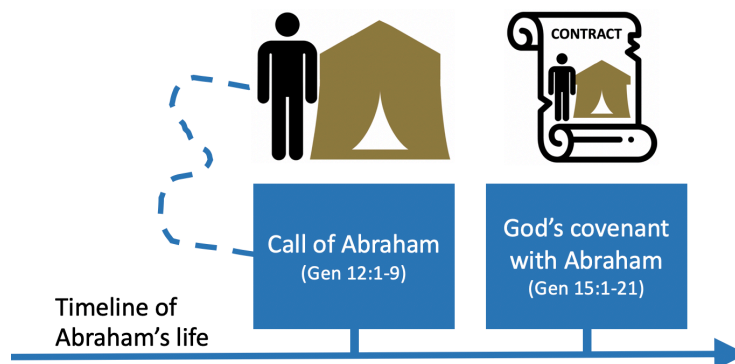 CONTRACT
Call of Abraham
(Gen 12:1-9)
God’s covenant
with Abraham
(Gen 15:1-21)
Timeline of
Abraham’s life